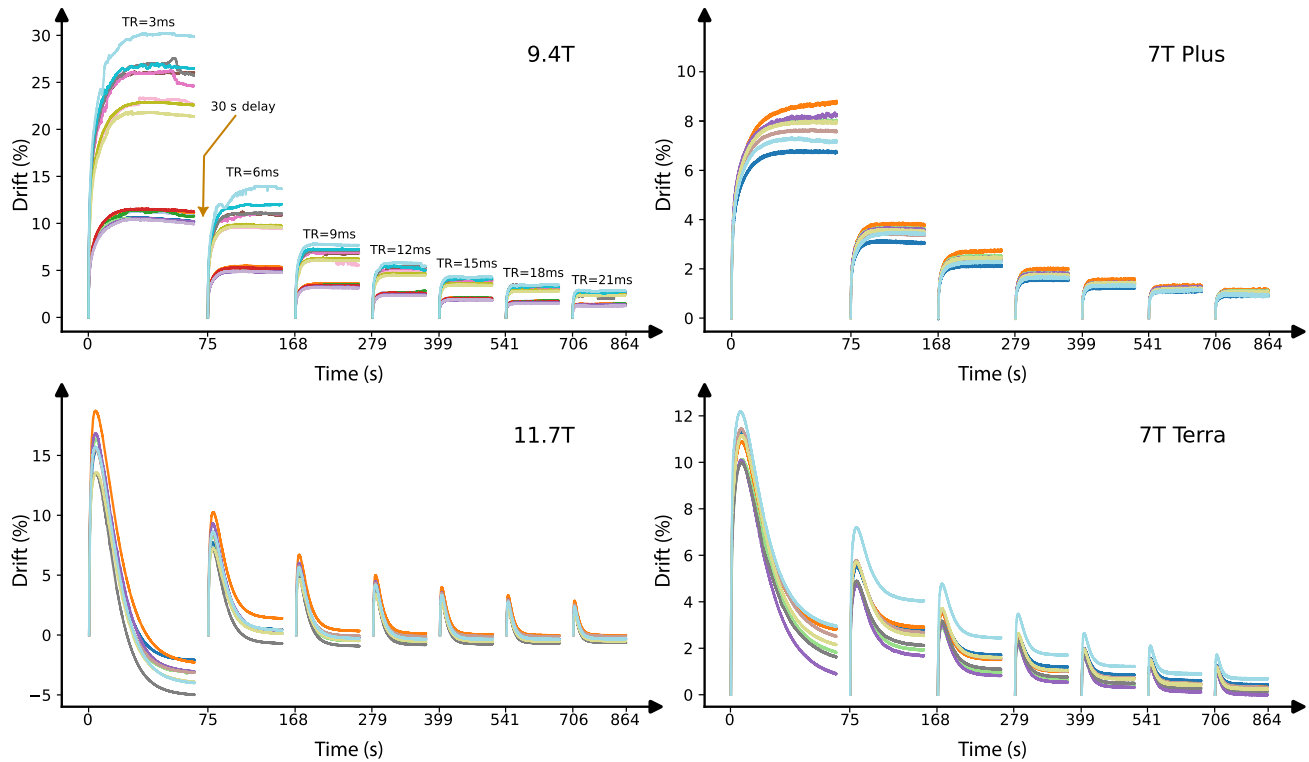 TR=3ms
9.4T
30 s delay
TR=6ms
TR=9ms
TR=12ms
TR=15ms
TR=18ms
TR=21ms
Drift (%)
30
25
20
15
10
5
0
0 75 168 279 399 541 706 864
Time (s)
7T Plus
Drift (%)
10
8
6
4
2
0
0 75 168 279 399 541 706 864
Time (s)
11.7T
Drift (%)
15
10
5
0
−5
0 75 168 279 399 541 706 864
Time (s)
7T Terra
Drift (%)
12
10
8
6
4
2
0
0 75 168 279 399 541 706 864
Time (s)